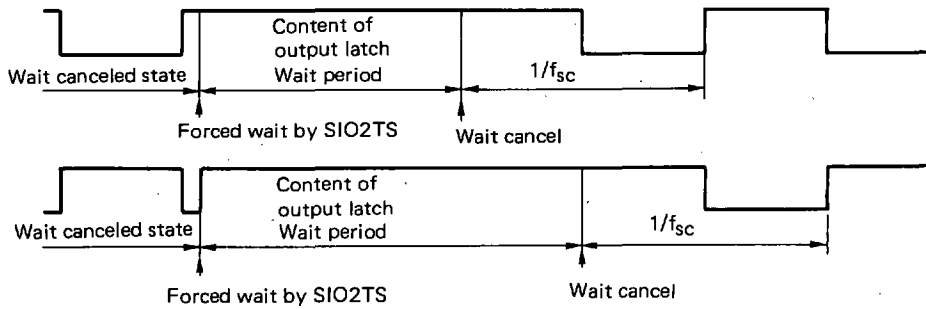 Content of
output latch
Wait canceled state
Wait period
1/fsc
Forced wait by SIO2TS
Wait cancel
Content of
output latch
Wait canceled state
Wait period
1/fsc
Forced wait by SIO2TS
Wait cancel